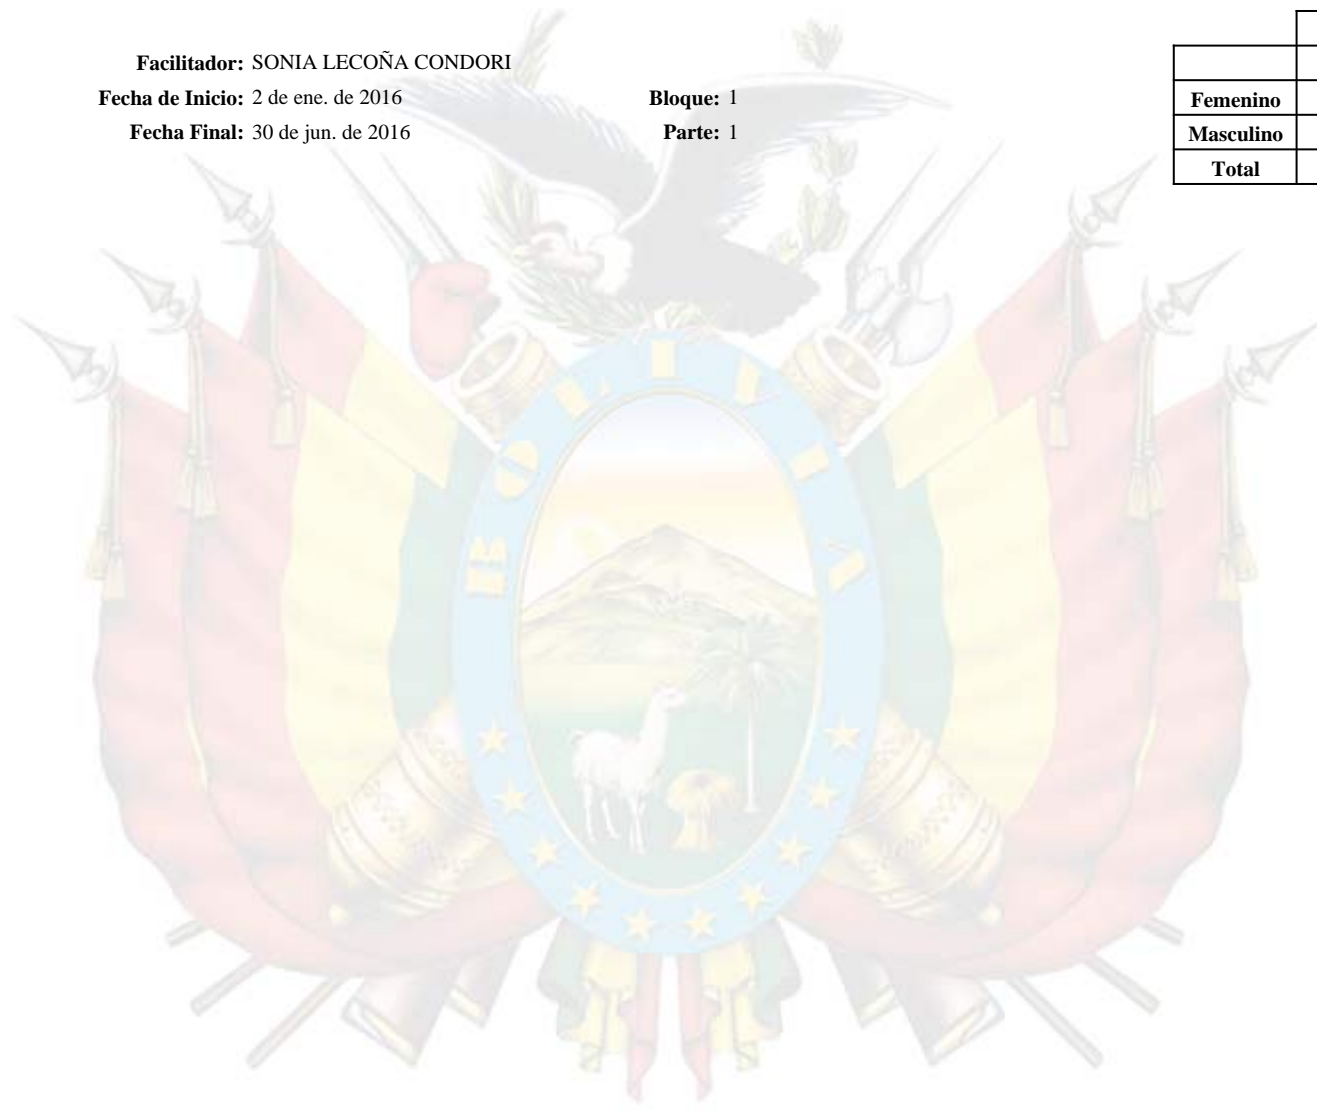 Facilitador: SONIA LECOÑA CONDORI
Fecha de Inicio: 2 de ene. de 2016 Bloque: 1
Fecha Final: 30 de jun. de 2016 Parte: 1
Femenino
Masculino
Total
BOLIVIA